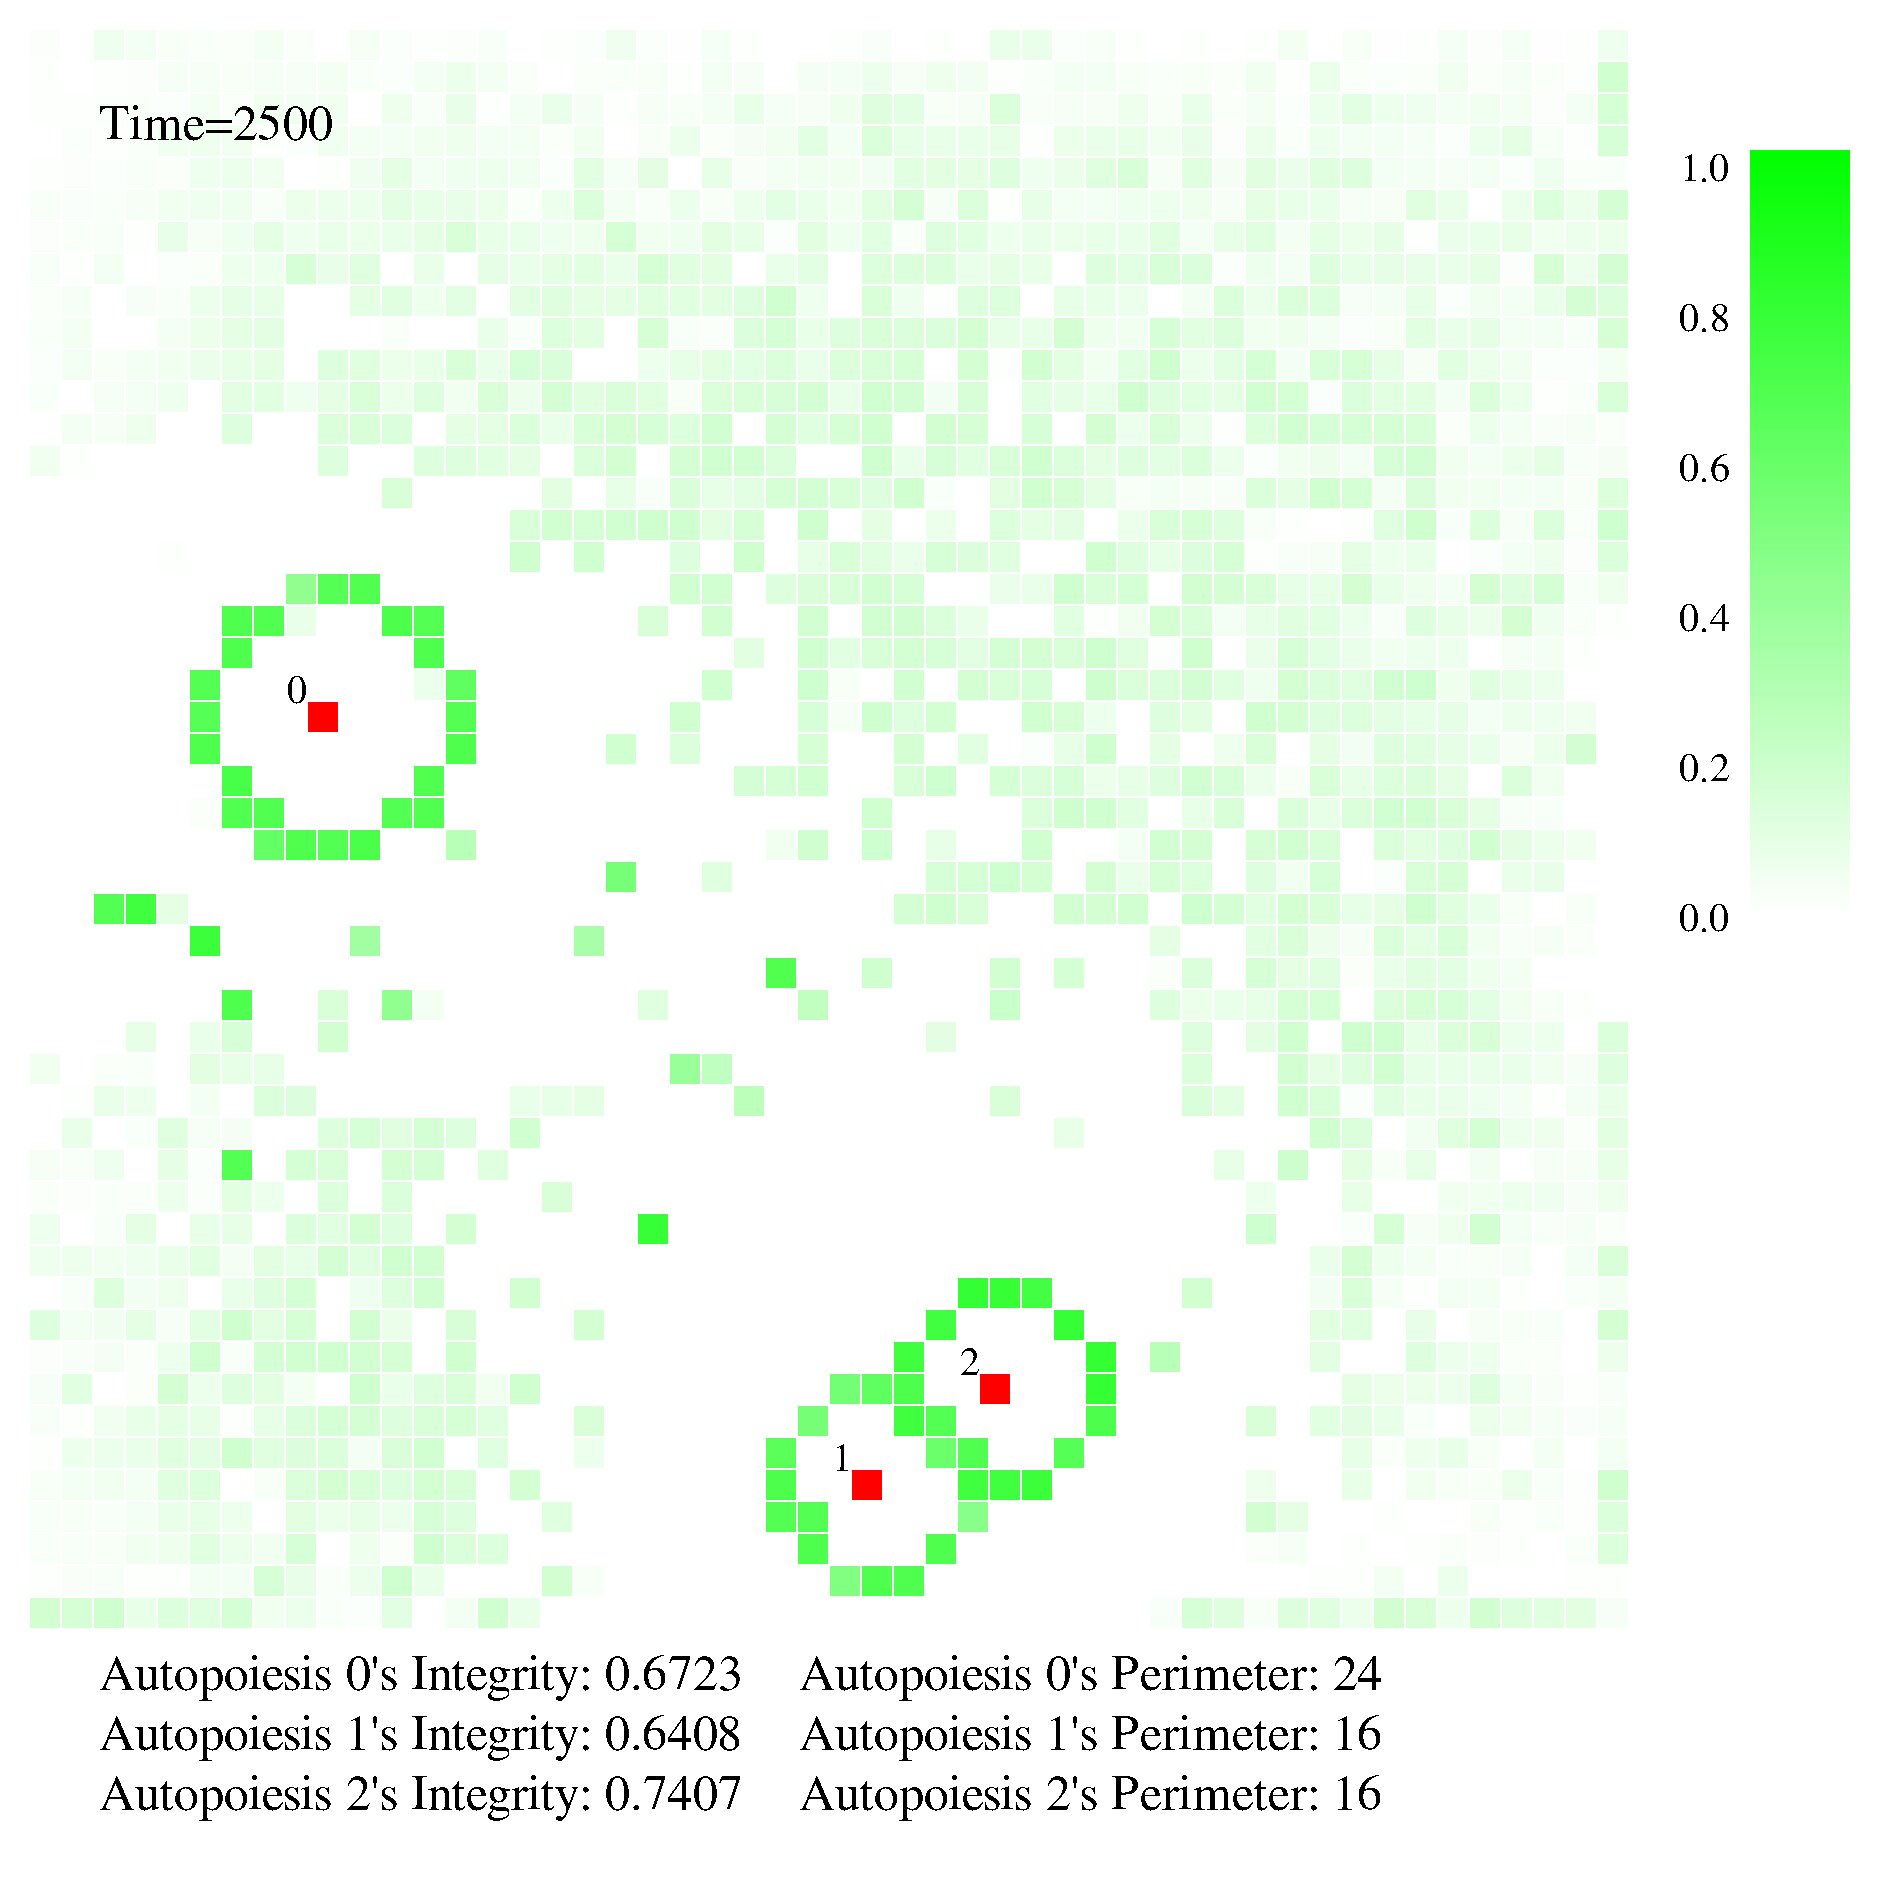 Time=2500
1.0
0.8
0.6
0.4
0.2
0.0
0
2
1
Autopoiesis 0's Integrity: 0.6723 Autopoiesis 0's Perimeter: 24
Autopoiesis 1's Integrity: 0.6408 Autopoiesis 1's Perimeter: 16
Autopoiesis 2's Integrity: 0.7407 Autopoiesis 2's Perimeter: 16